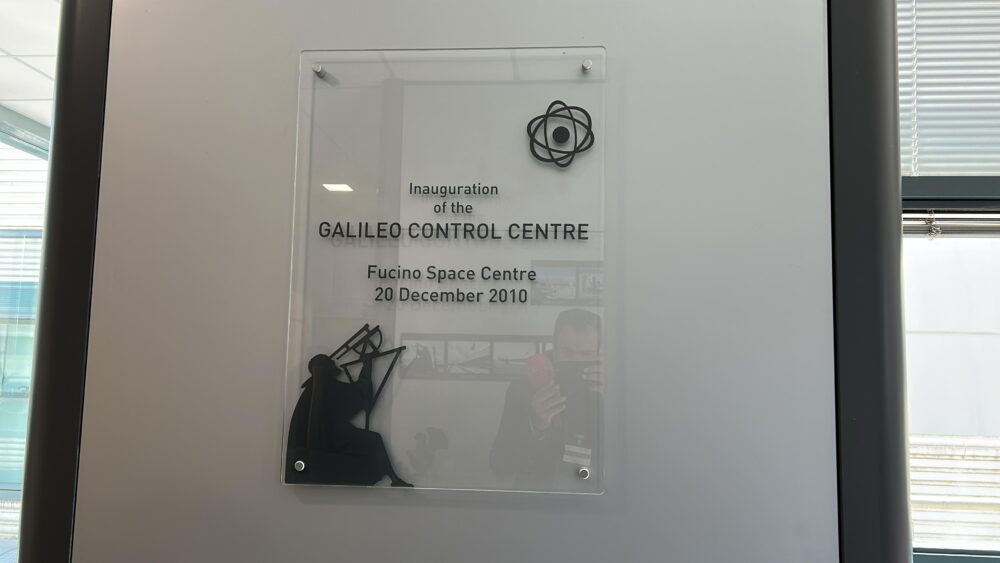 Inauguration
of the
GALILEO CONTROL CENTRE
Fucino Space Centre
20 December 2010